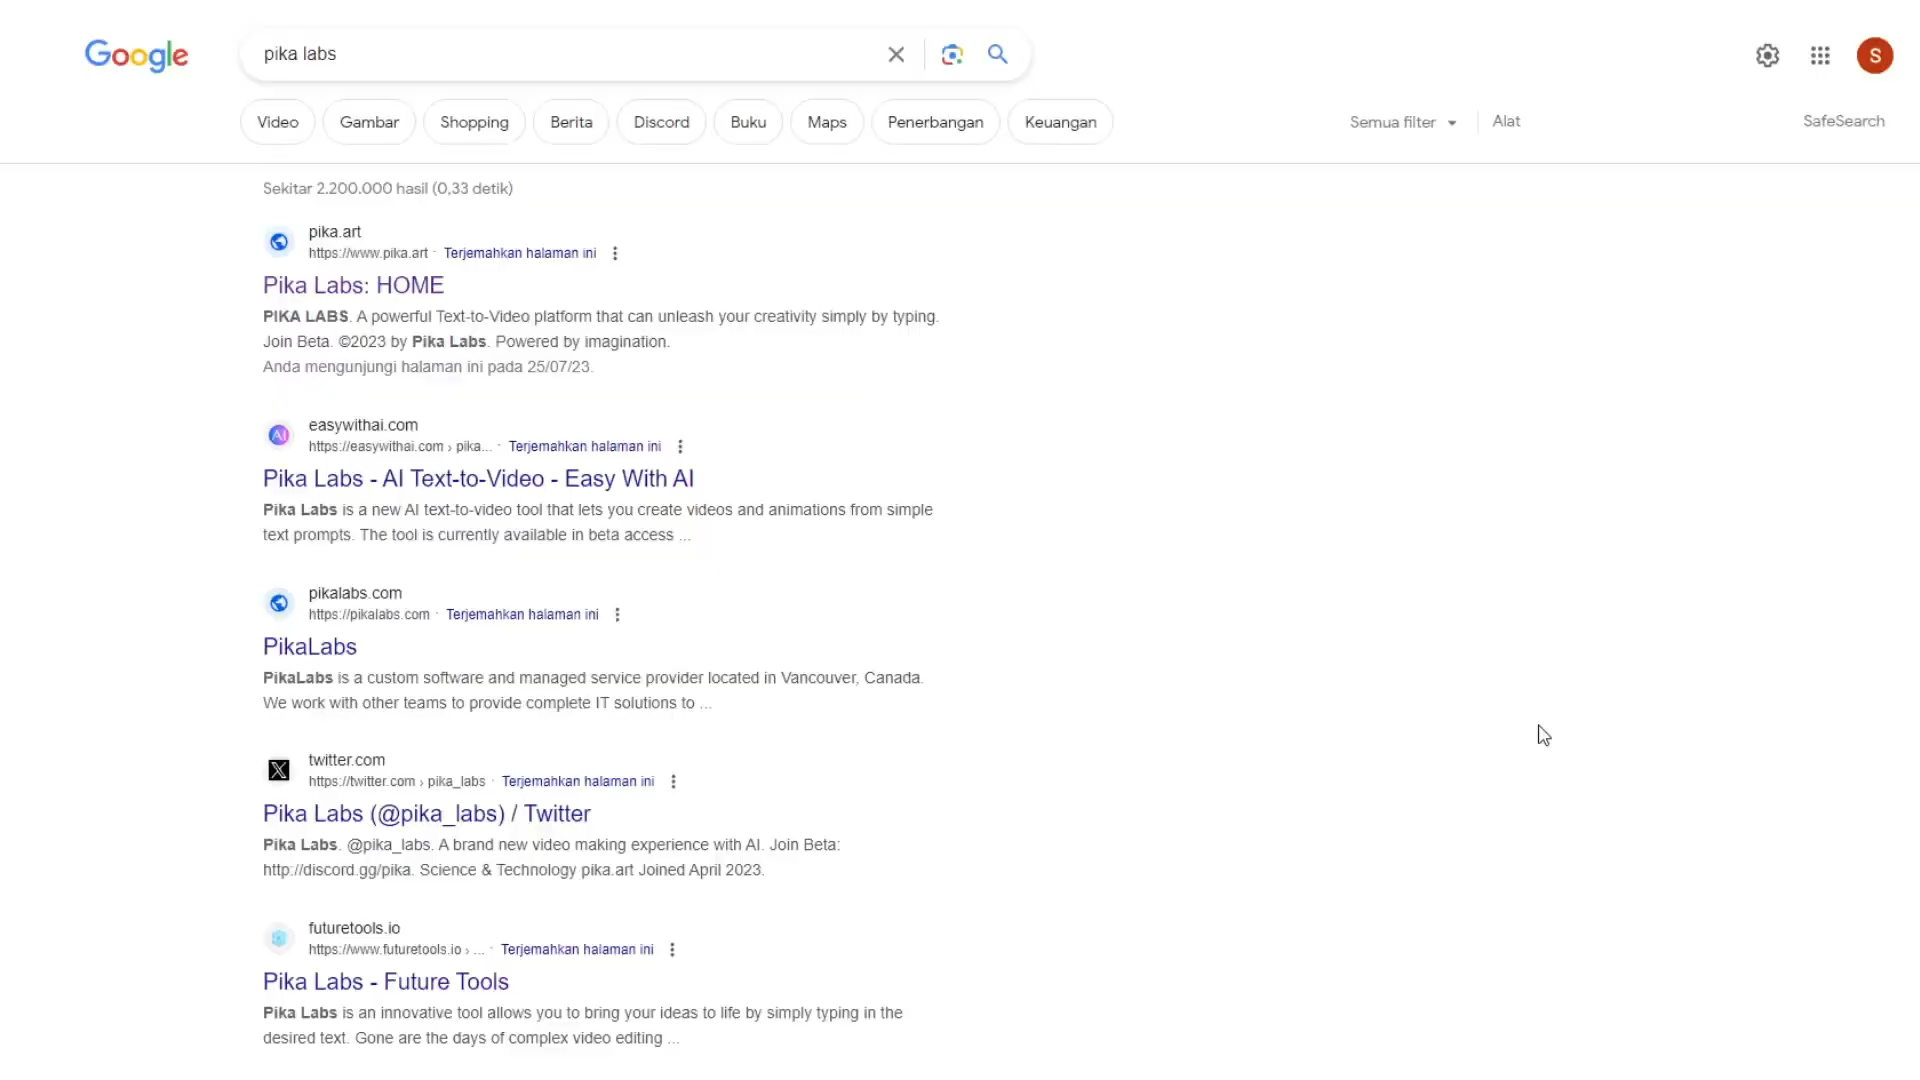 Google
pika labs
S
Video
Gambar
Shopping
Berita
Discord
Buku
Maps
Penerbangan
Keuangan
Semua filter
Alat
SafeSearch
Sekitar 2.200.000 hasil (0,33 detik)
pika.art
https://www.pika.art · Terjemahkan halaman ini
Pika Labs: HOME
PIKA LABS. A powerful Text-to-Video platform that can unleash your creativity simply by typing.
Join Beta. ©2023 by Pika Labs. Powered by imagination.
Anda mengunjungi halaman ini pada 25/07/23.
AI
easywithai.com
https://easywithai.com › pika... · Terjemahkan halaman ini
Pika Labs - AI Text-to-Video - Easy With AI
Pika Labs is a new AI text-to-video tool that lets you create videos and animations from simple
text prompts. The tool is currently available in beta access ...
pikalabs.com
https://pikalabs.com · Terjemahkan halaman ini
PikaLabs
PikaLabs is a custom software and managed service provider located in Vancouver, Canada.
We work with other teams to provide complete IT solutions to ...
twitter.com
https://twitter.com › pika_labs · Terjemahkan halaman ini
Pika Labs (@pika_labs) / Twitter
Pika Labs. @pika_labs. A brand new video making experience with AI. Join Beta:
http://discord.gg/pika. Science & Technology pika.art Joined April 2023.
futuretools.io
https://www.futuretools.io › ... · Terjemahkan halaman ini
Pika Labs - Future Tools
Pika Labs is an innovative tool allows you to bring your ideas to life by simply typing in the
desired text. Gone are the days of complex video editing ...